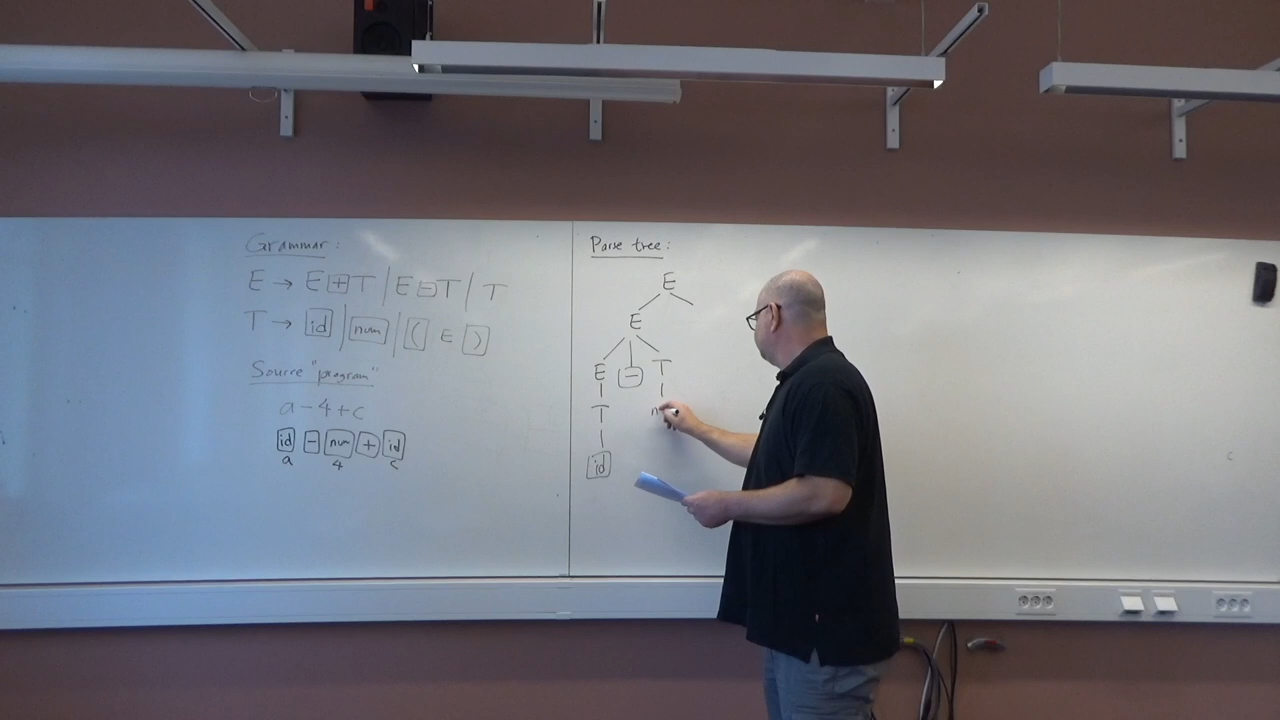 Grammar:
E → E + T | E - T | T
T → id | num | ( E )
Source "program"
a - 4 + c
id - num + id
a 4 c
Parse tree:
E
E
E - T
T n
id